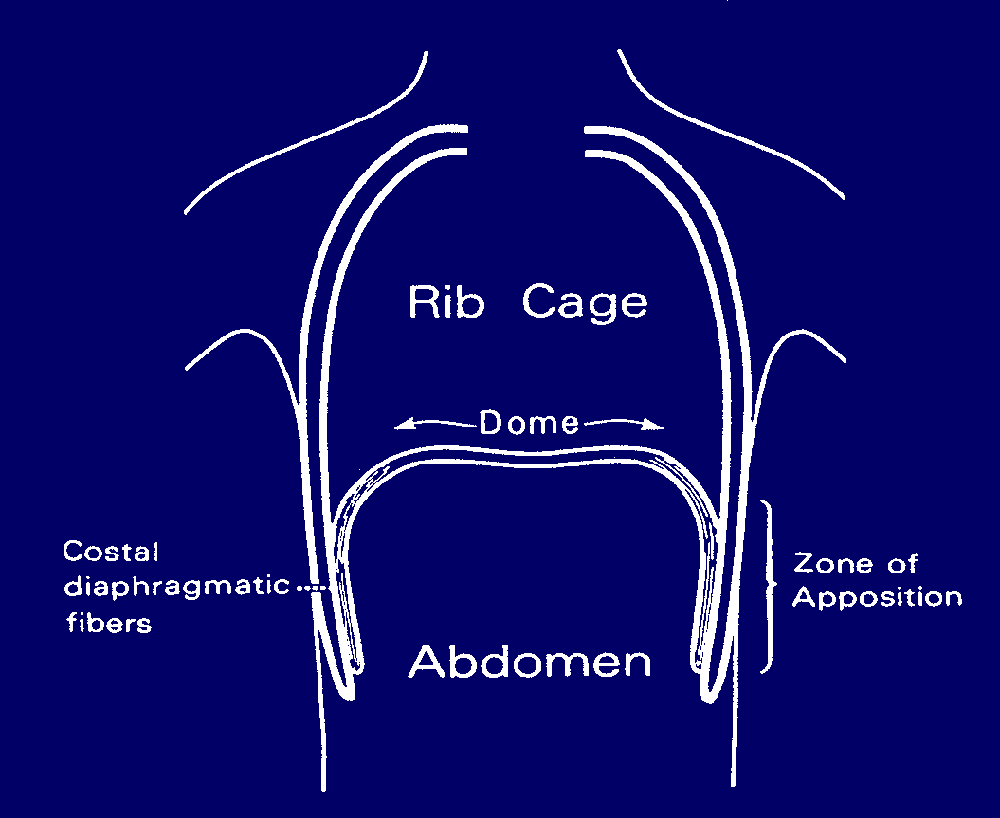 Rib Cage
Dome
Costal
diaphragmatic
fibers
Zone of
Apposition
Abdomen